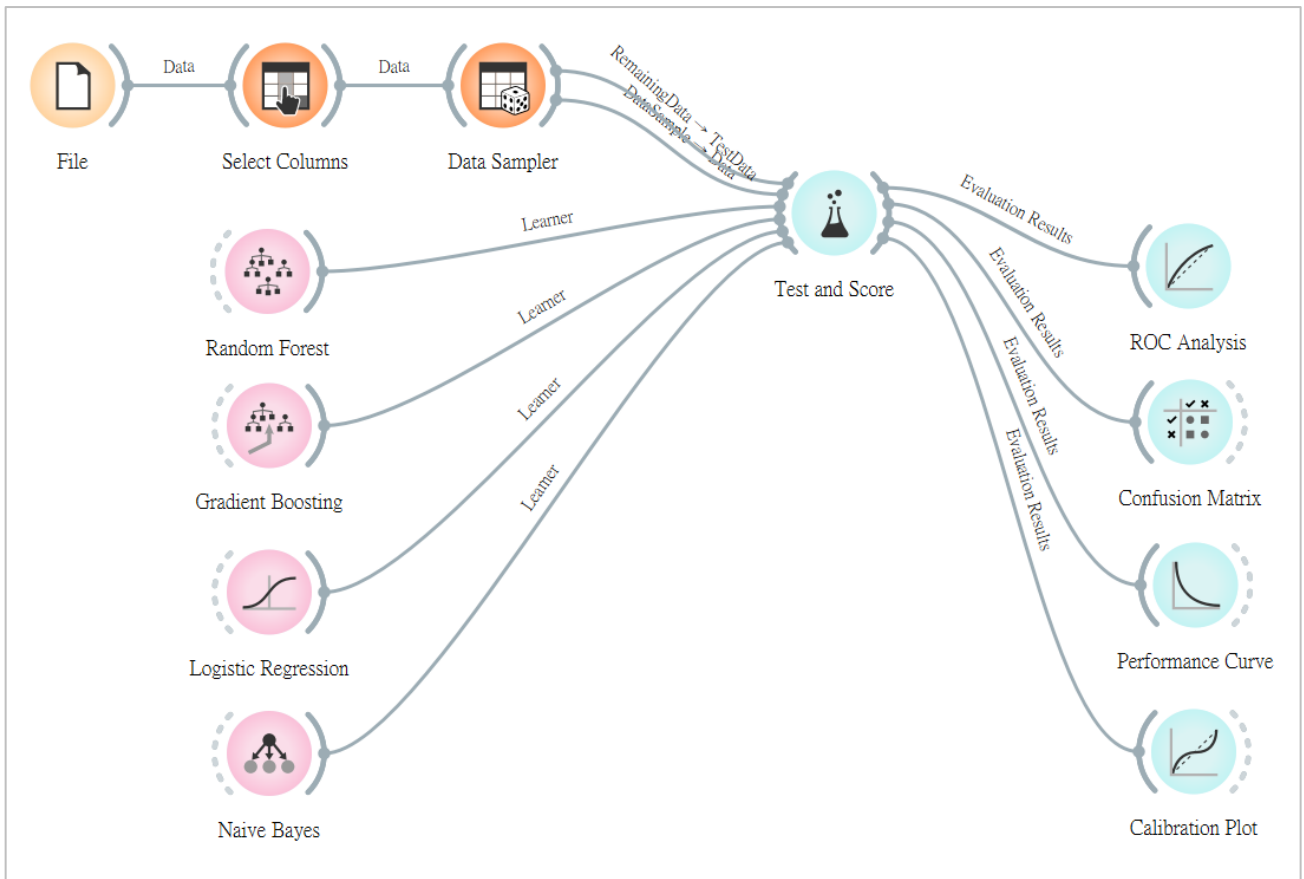 Data
Data
RemainingData → TestData
DataSample → Data
File
Select Columns
Data Sampler
Learner
Evaluation Results
Test and Score
Random Forest
Learner
Evaluation Results
ROC Analysis
Gradient Boosting
Learner
Evaluation Results
Confusion Matrix
Logistic Regression
Learner
Evaluation Results
Performance Curve
Naive Bayes
Calibration Plot